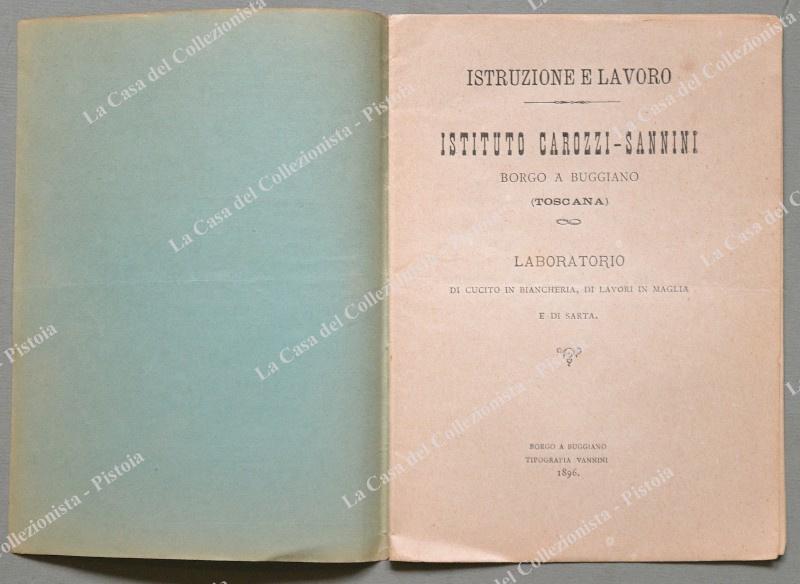 ISTRUZIONE E LAVORO
ISTITUTO CAROZZI-SANNINI
BORGO A BUGGIANO
(TOSCANA)
LABORATORIO
DI CUCITO IN BIANCHERIA, DI LAVORI IN MAGLIA
E DI SARTA.
BORGO A BUGGIANO
TIPOGRAFIA VANNINI
1896.
La Casa del Collezionista - Pistoia
La Casa del Collezionista - Pistoia
La Casa del Collezionista - Pistoia
La Casa del Collezionista - Pistoia